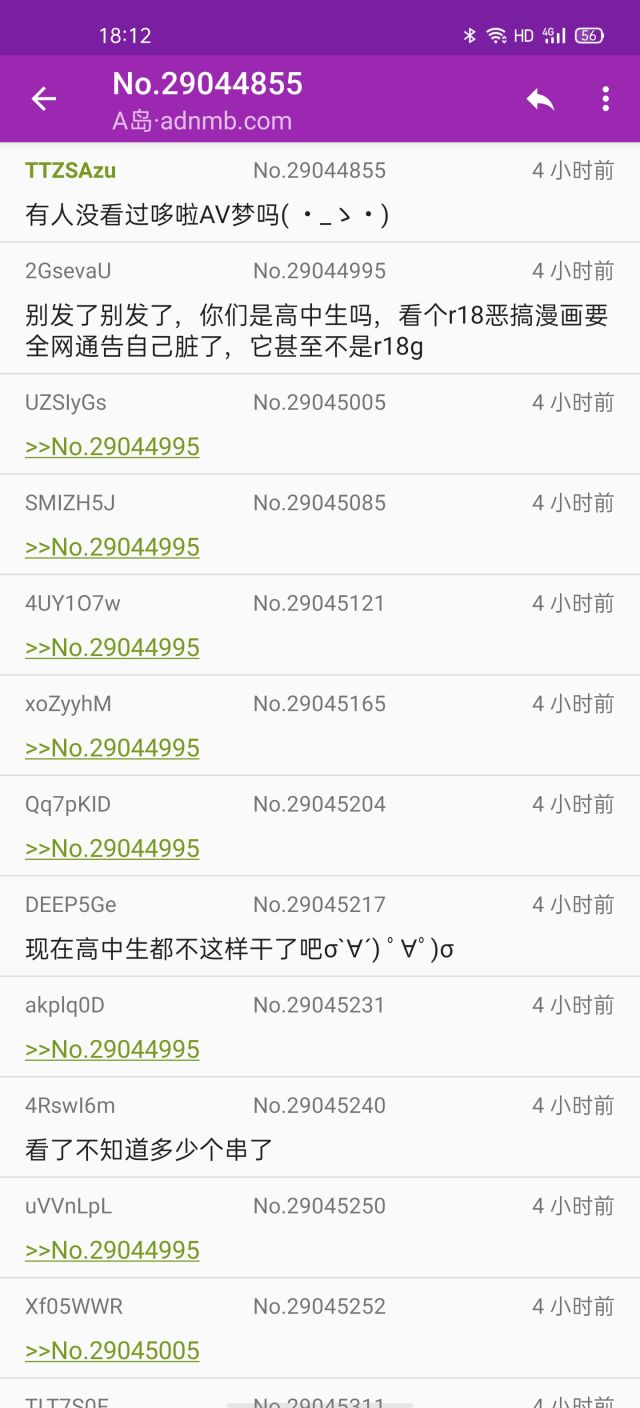 18:12
HD 4G 56
No.29044855
A岛·adnmb.com
TTZSAzu No.29044855 4 小时前
有人没看过哆啦AV梦吗( ・_ゝ・)
2GsevaU No.29044995 4 小时前
别发了别发了，你们是高中生吗，看个r18恶搞漫画要
全网通告自己脏了，它甚至不是r18g
UZSIyGs No.29045005 4 小时前
>>No.29044995
SMIZH5J No.29045085 4 小时前
>>No.29044995
4UY1O7w No.29045121 4 小时前
>>No.29044995
xoZyyhM No.29045165 4 小时前
>>No.29044995
Qq7pKlD No.29045204 4 小时前
>>No.29044995
DEEP5Ge No.29045217 4 小时前
现在高中生都不这样干了吧σ`∀´) ﾟ∀ﾟ)σ
akplq0D No.29045231 4 小时前
>>No.29044995
4RswI6m No.29045240 4 小时前
看了不知道多少个串了
uVVnLpL No.29045250 4 小时前
>>No.29044995
Xf05WWR No.29045252 4 小时前
>>No.29045005
No.29045311 4 小时前